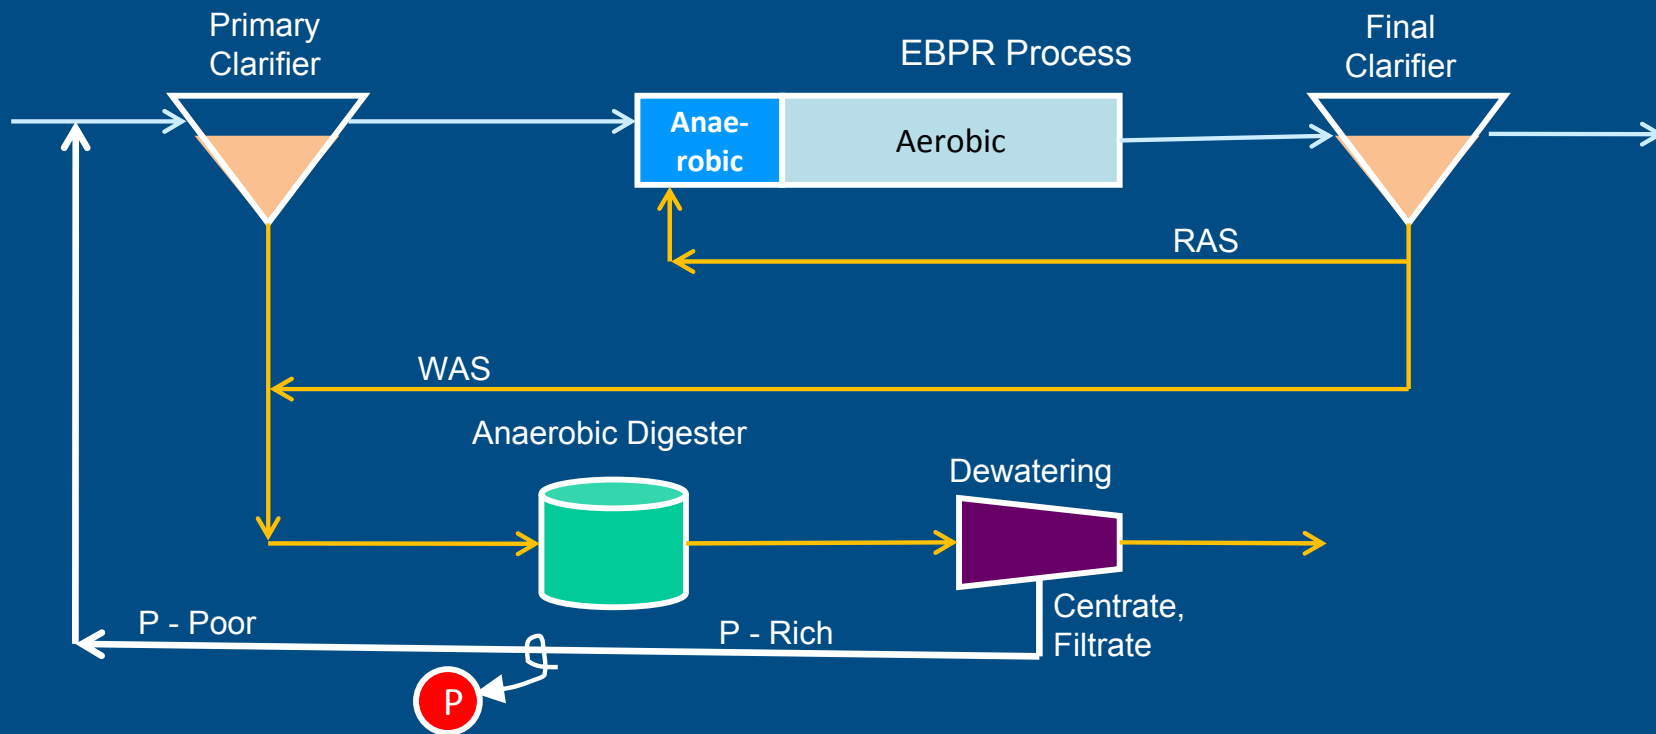 Primary
Clarifier
EBPR Process
Final
Clarifier
Anae-
robic
Aerobic
RAS
WAS
Anaerobic Digester
Dewatering
Centrate,
Filtrate
P - Poor
P - Rich
P